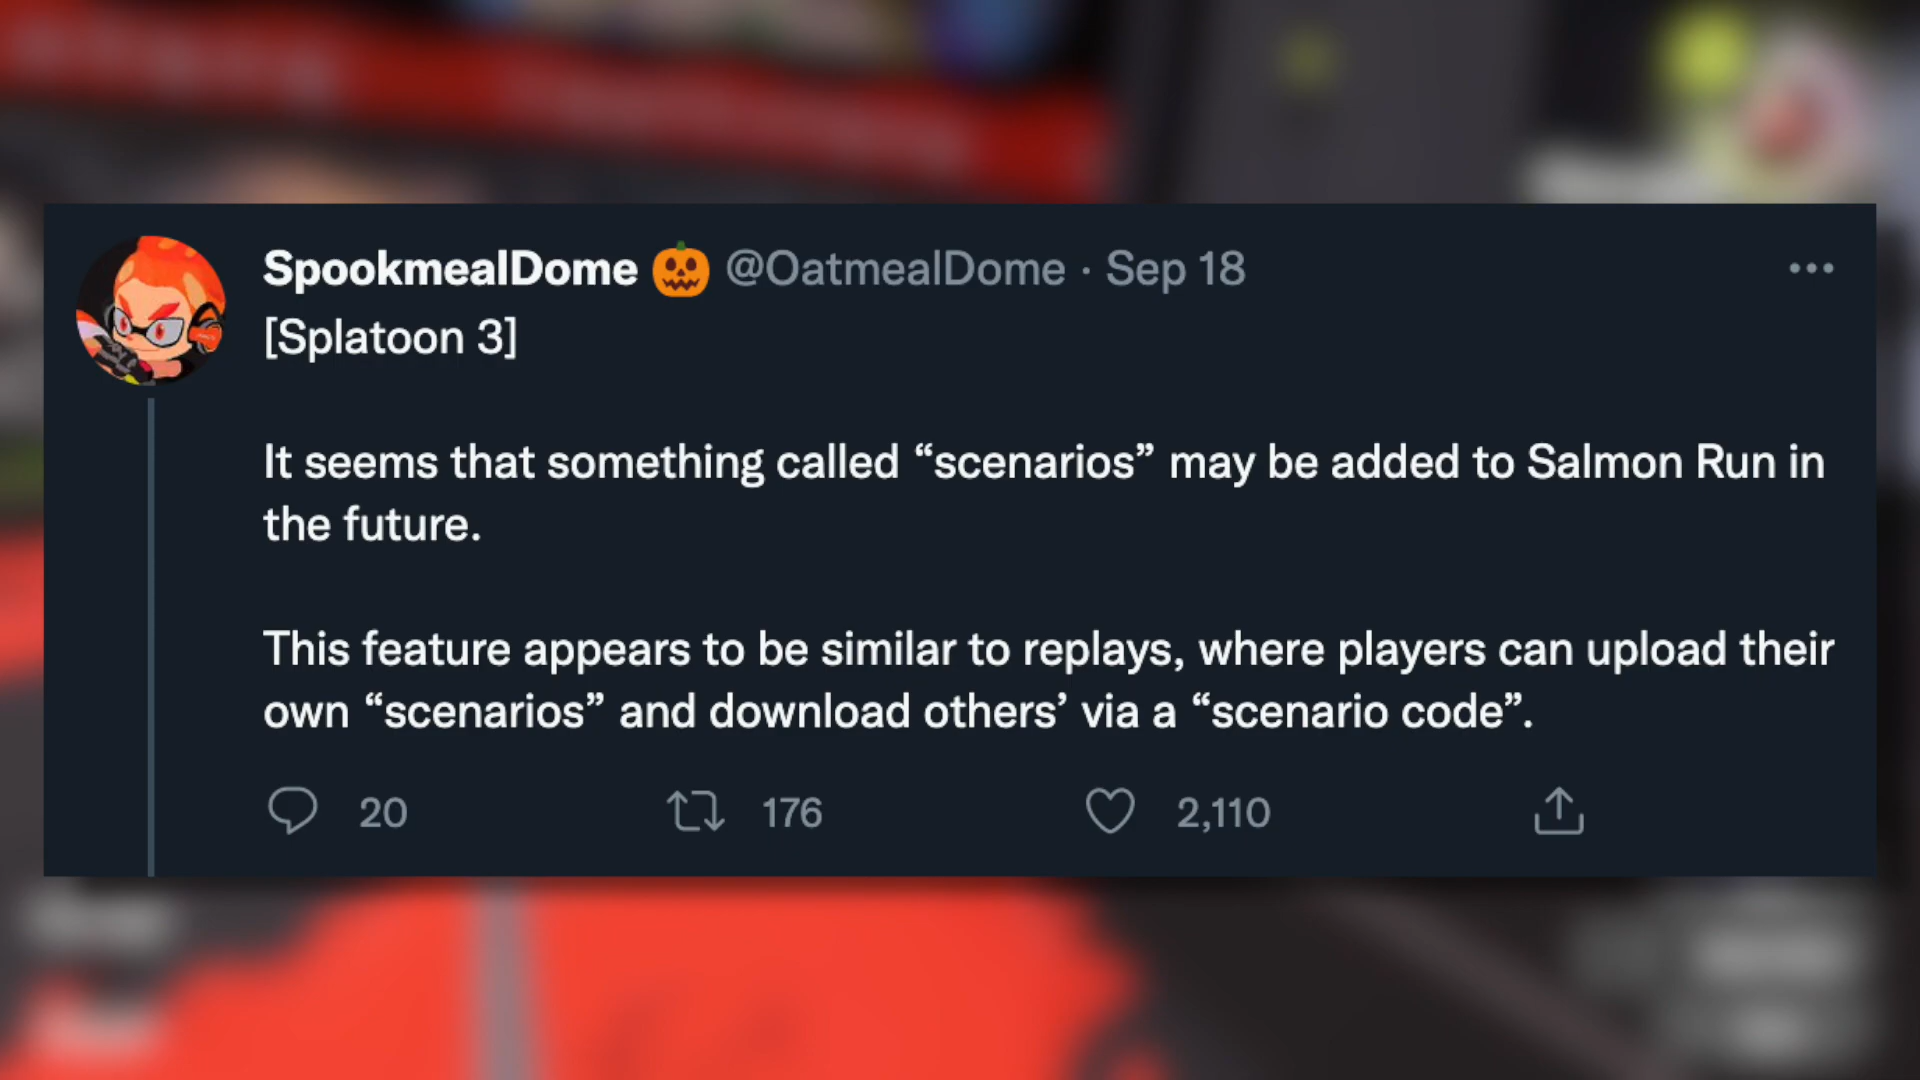 SpookmealDome 🎃 @OatmealDome · Sep 18
[Splatoon 3]
It seems that something called “scenarios” may be added to Salmon Run in
the future.
This feature appears to be similar to replays, where players can upload their
own “scenarios” and download others’ via a “scenario code”.
20 176 2,110